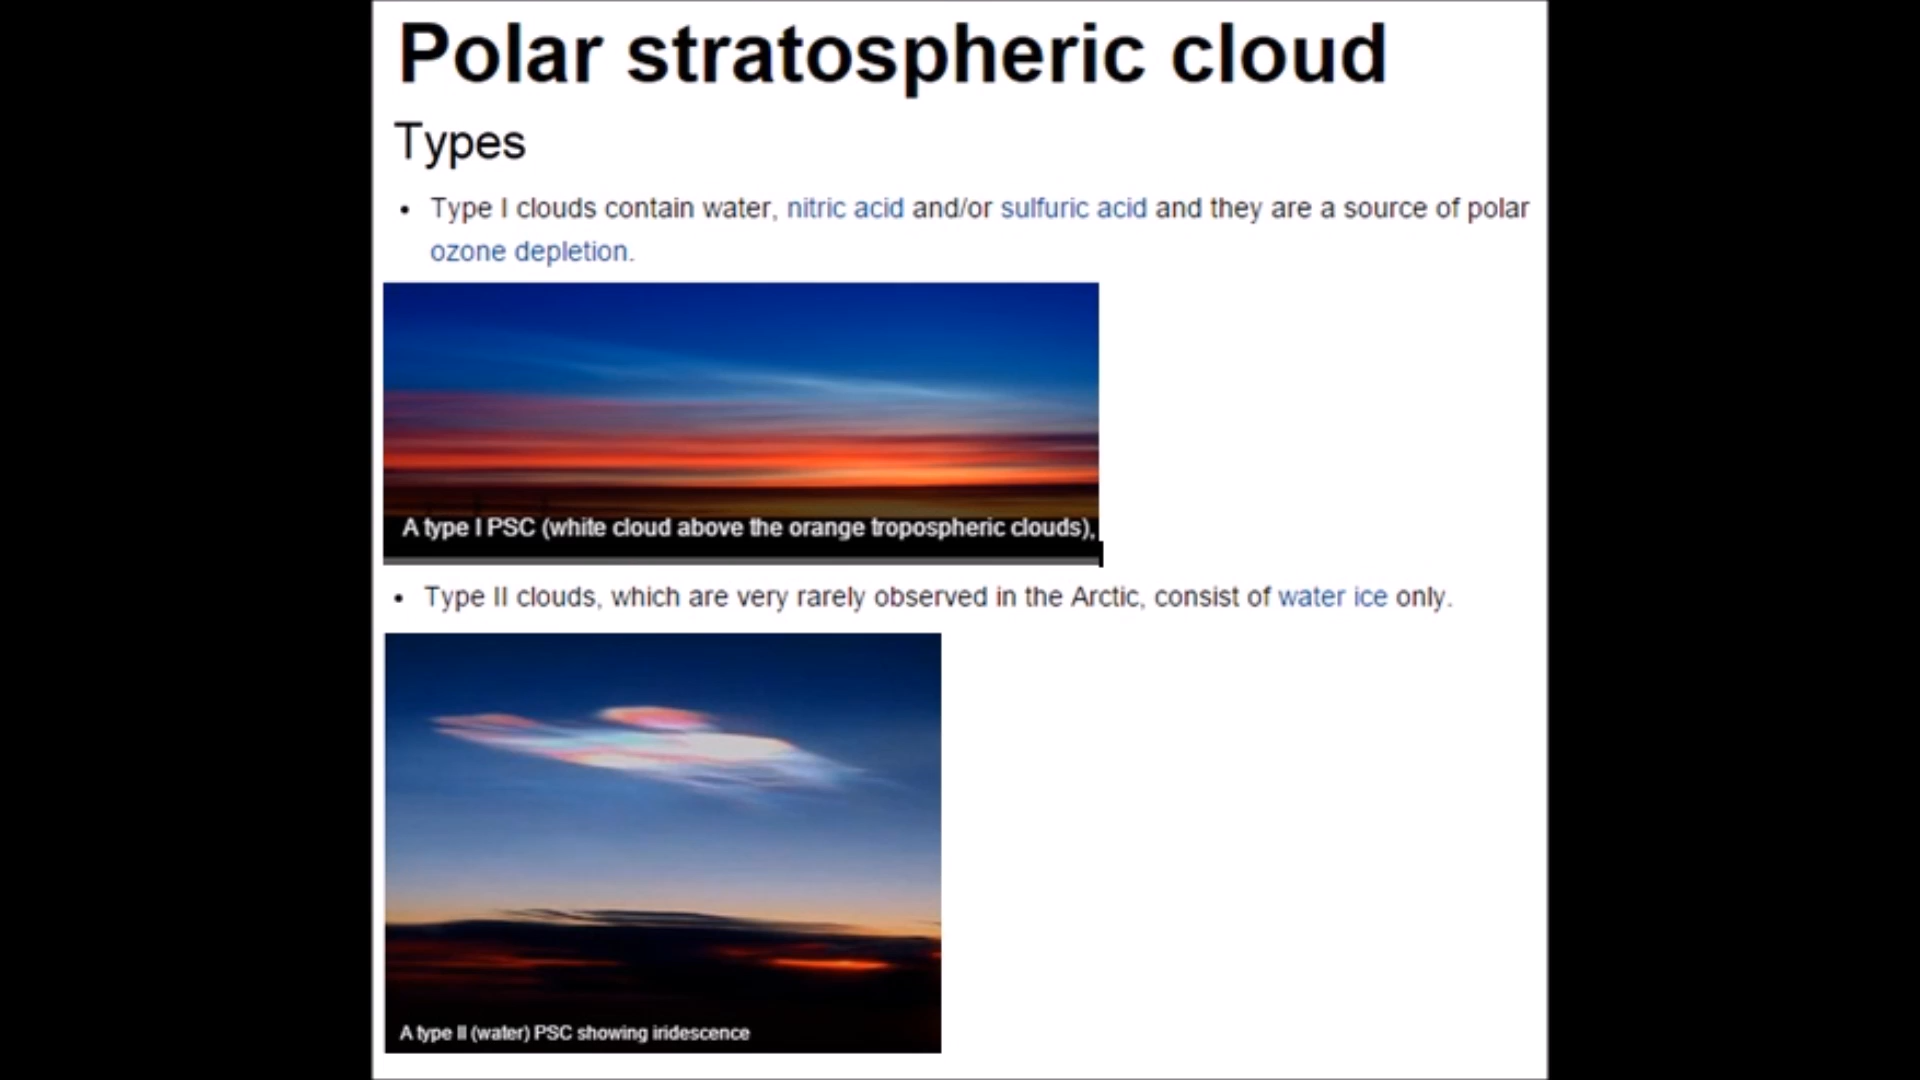 Polar stratospheric cloud
Types
• Type I clouds contain water, nitric acid and/or sulfuric acid and they are a source of polar
ozone depletion.
A type I PSC (white cloud above the orange tropospheric clouds),
• Type II clouds, which are very rarely observed in the Arctic, consist of water ice only.
A type II (water) PSC showing iridescence